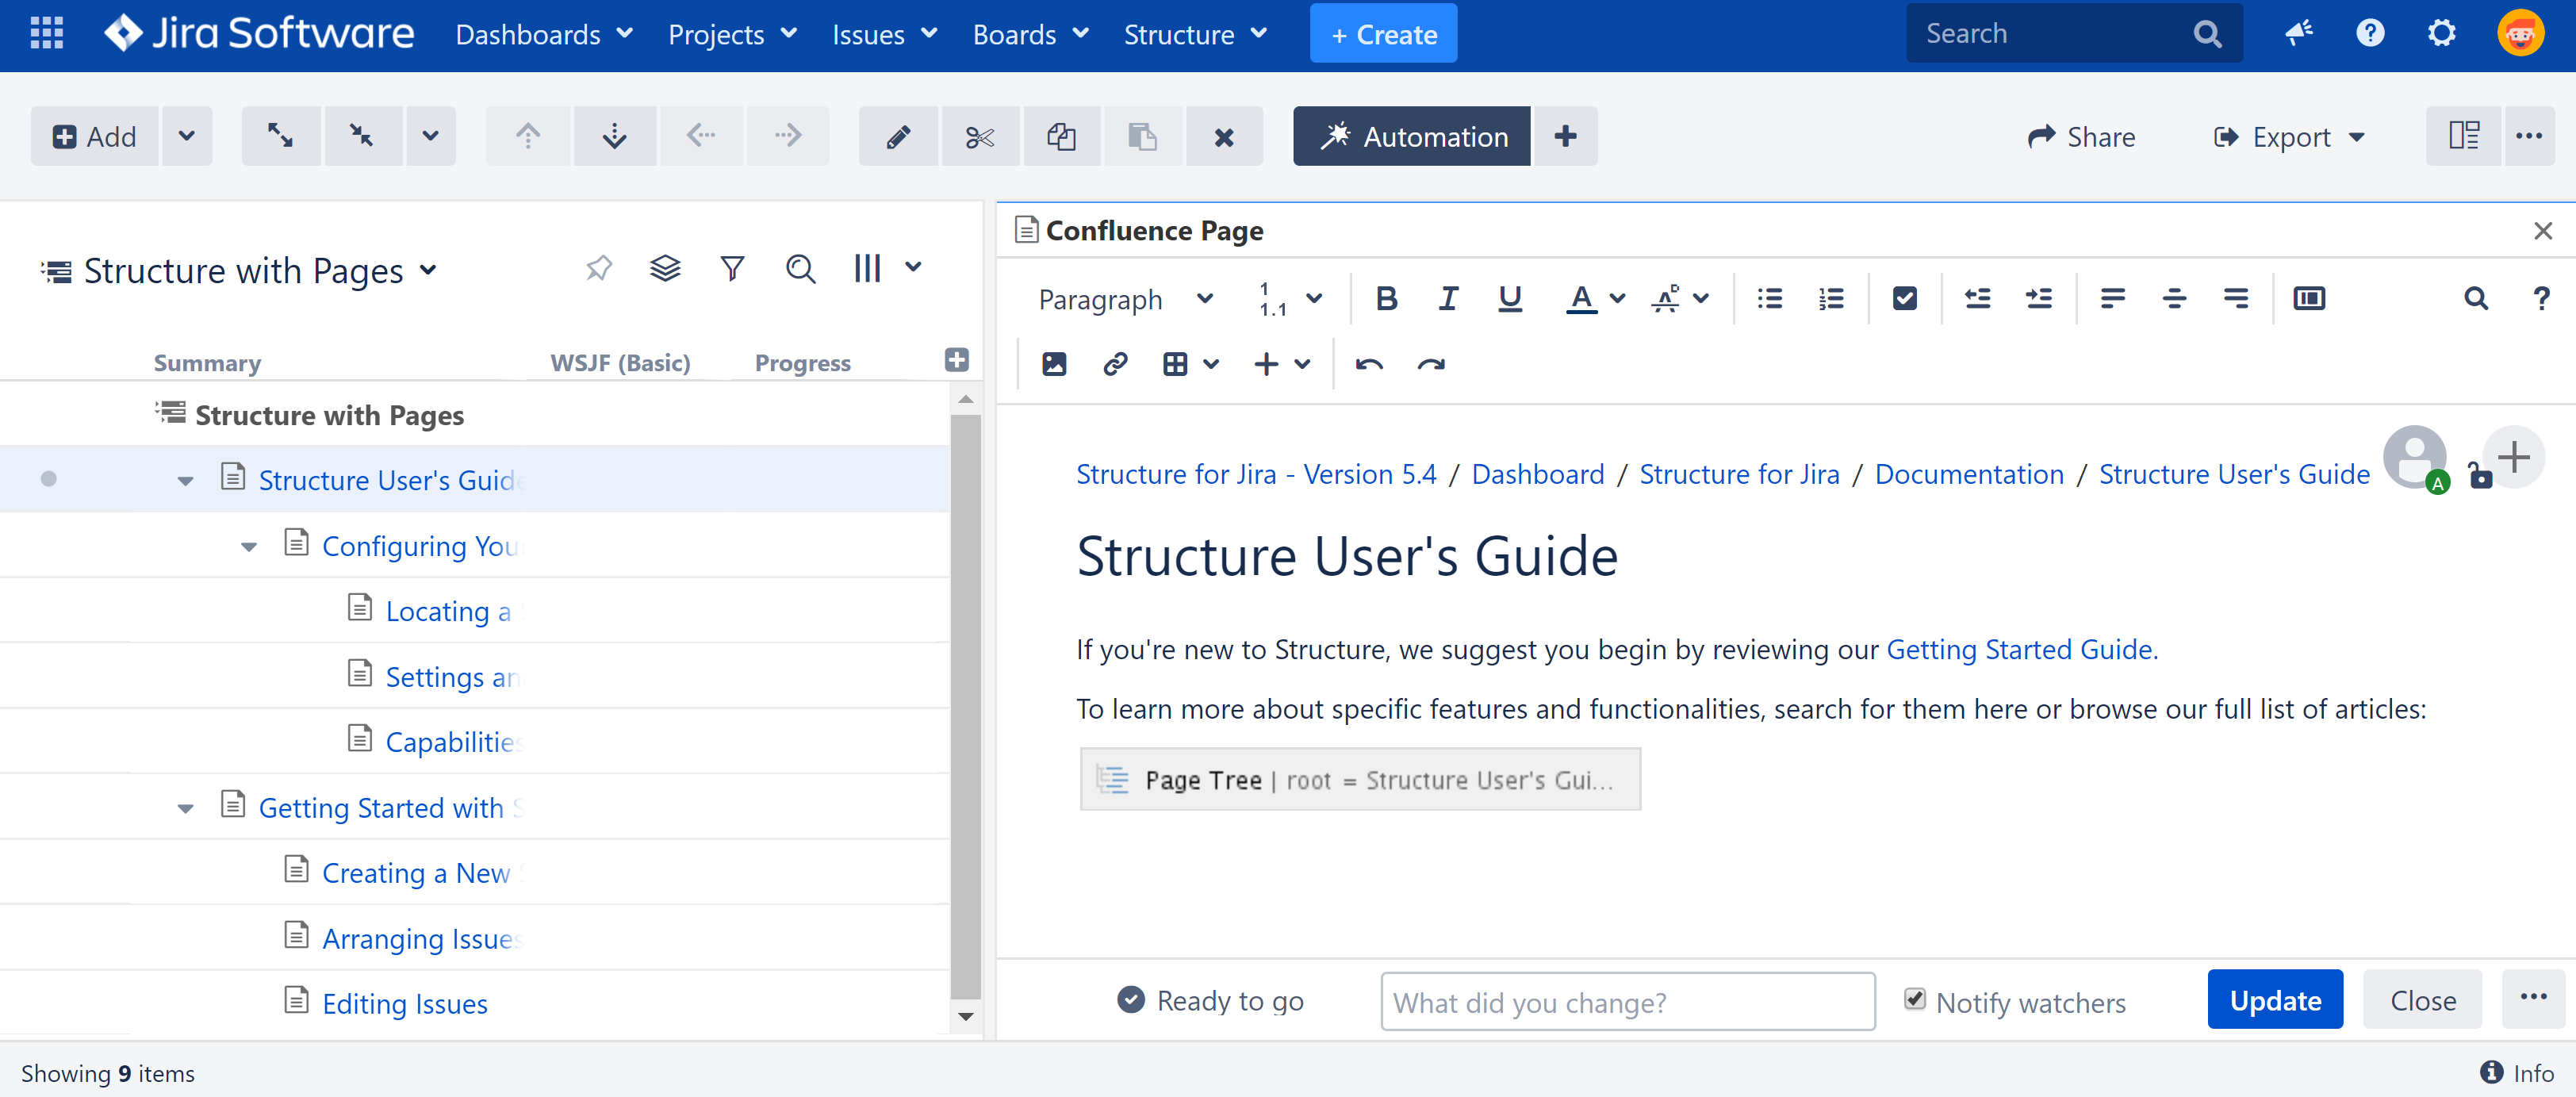 Jira Software Dashboards Projects Issues Boards Structure + Create Search
Add Automation Share Export
Structure with Pages
Summary WSJF (Basic) Progress
Structure with Pages
Structure User's Guide
Configuring You
Locating a
Settings an
Capabilities
Getting Started with S
Creating a New
Arranging Issues
Editing Issues
Showing 9 items
Confluence Page
Paragraph 1 1.1 B I U A
Structure for Jira - Version 5.4 / Dashboard / Structure for Jira / Documentation / Structure User's Guide
A
Structure User's Guide
If you're new to Structure, we suggest you begin by reviewing our Getting Started Guide.
To learn more about specific features and functionalities, search for them here or browse our full list of articles:
Page Tree | root = Structure User's Gui...
Ready to go What did you change? Notify watchers Update Close
Info